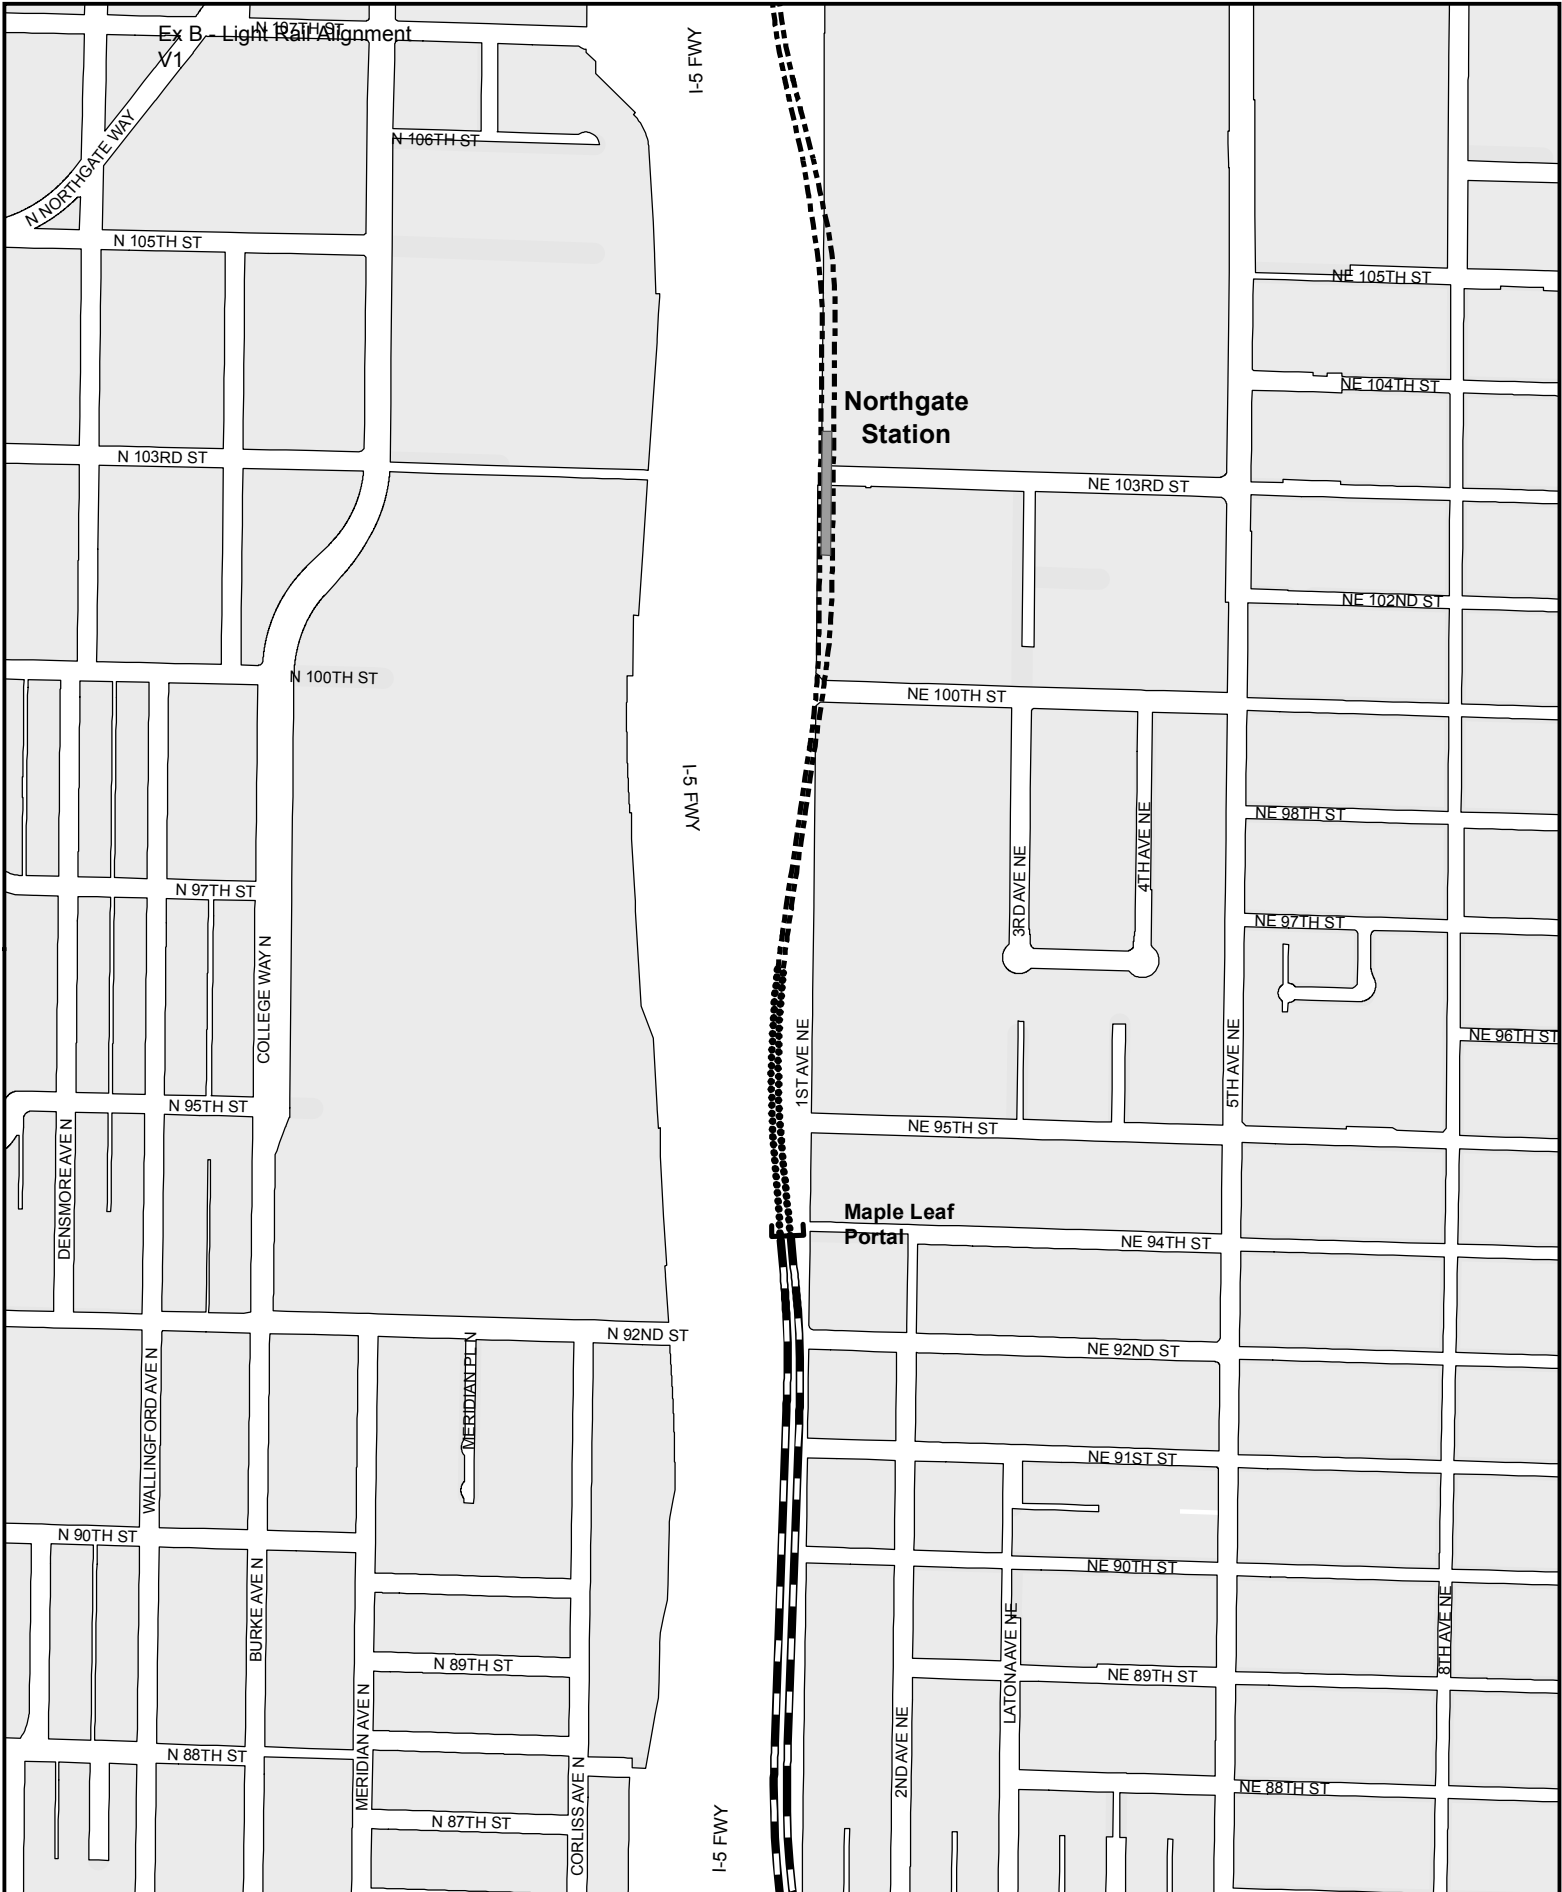 N 107TH ST
Ex B - Light Rail Alignment
V1
I-5 FWY
N NORTHGATE WAY
N 106TH ST
N 105TH ST
NE 105TH ST
NE 104TH ST
Northgate
Station
N 103RD ST
NE 103RD ST
NE 102ND ST
N 100TH ST
NE 100TH ST
I-5 FWY
NE 98TH ST
4TH AVE NE
3RD AVE NE
N 97TH ST
NE 97TH ST
COLLEGE WAY N
1ST AVE NE
5TH AVE NE
NE 96TH ST
N 95TH ST
NE 95TH ST
DENSMORE AVE N
Maple Leaf
Portal
NE 94TH ST
N 92ND ST
NE 92ND ST
MERIDIAN PL N
WALLINGFORD AVE N
NE 91ST ST
N 90TH ST
NE 90TH ST
BURKE AVE N
LATONA AVE NE
8TH AVE NE
N 89TH ST
NE 89TH ST
MERIDIAN AVE N
2ND AVE NE
N 88TH ST
NE 88TH ST
CORLISS AVE N
N 87TH ST
I-5 FWY